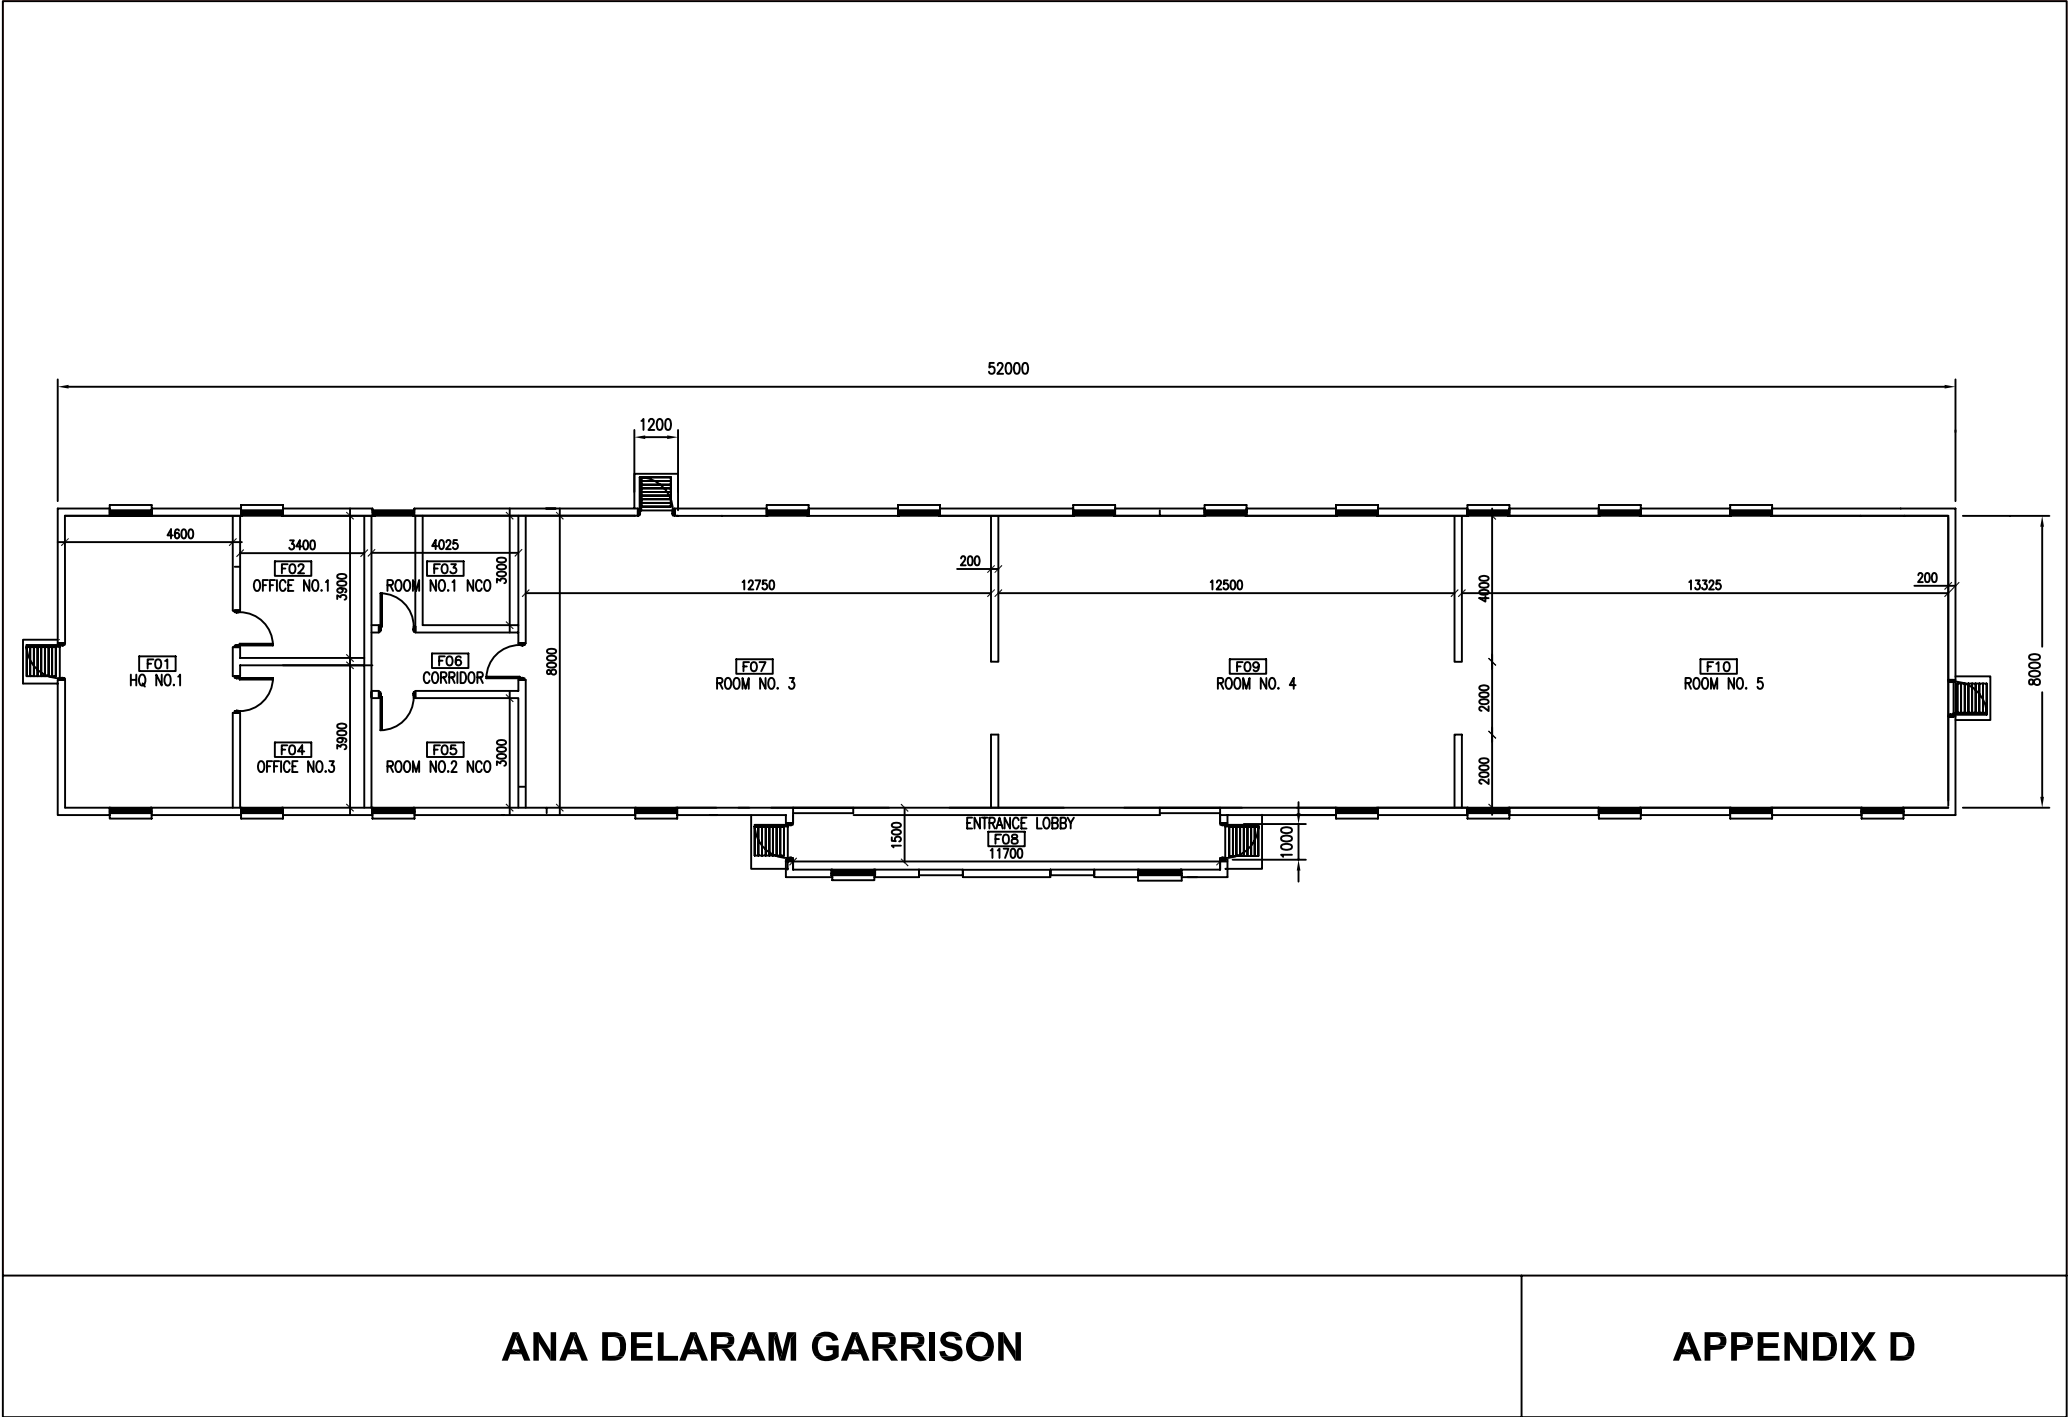 52000
1200
4600
3400
4025
F02
OFFICE NO.1
3900
F03
ROOM NO.1 NCO
3000
200
12750
12500
4000
13325
200
F01
HQ NO.1
F06
CORRIDOR
8000
F07
ROOM NO. 3
F09
ROOM NO. 4
F10
ROOM NO. 5
8000
2000
F04
OFFICE NO.3
3900
F05
ROOM NO.2 NCO
3000
2000
ENTRANCE LOBBY
F08
11700
1500
1000
ANA DELARAM GARRISON
APPENDIX D